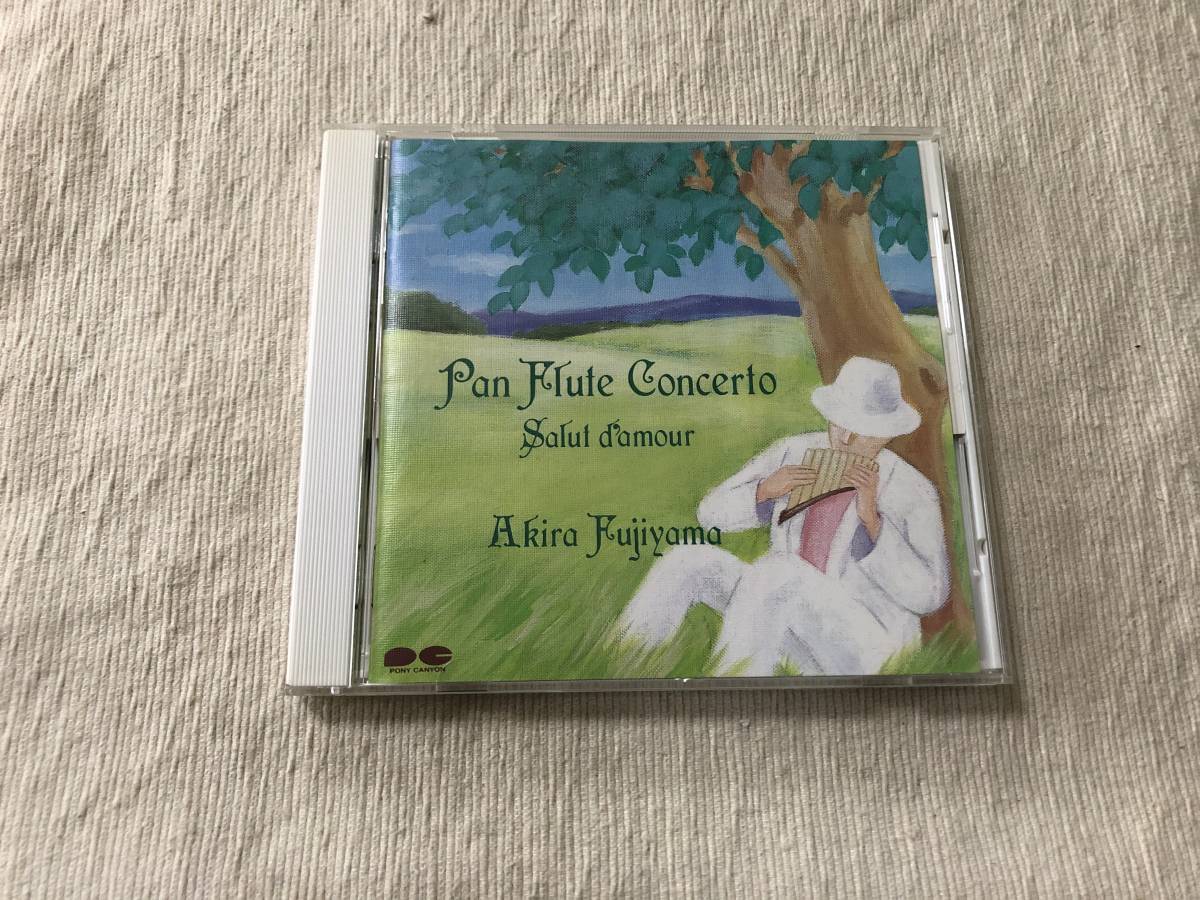 Pan Flute Concerto
Salut d'amour
Akira Fujiyama
PONY CANYON